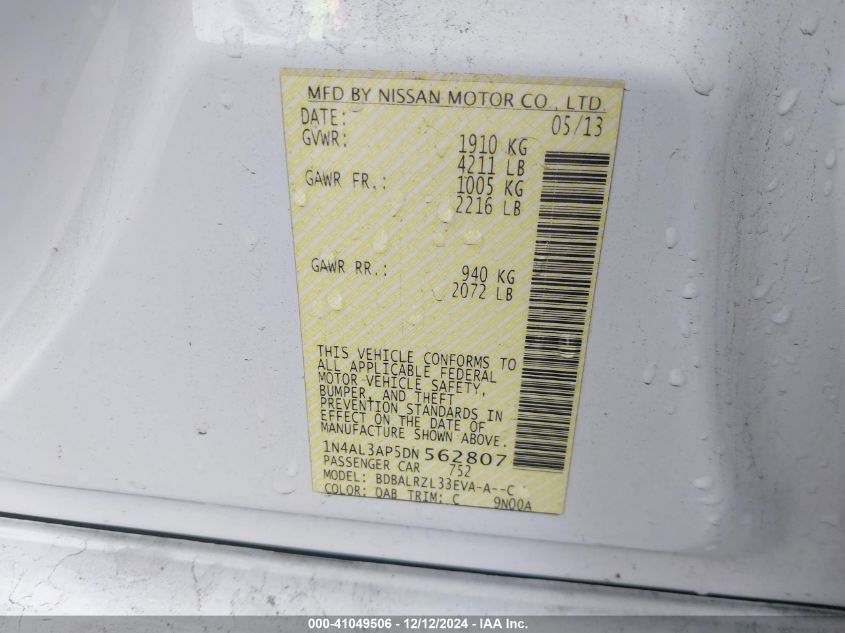 MFD BY NISSAN MOTOR CO., LTD.
DATE: 05/13
GVWR: 1910 KG
4211 LB
GAWR FR.: 1005 KG
2216 LB
GAWR RR.: 940 KG
2072 LB
THIS VEHICLE CONFORMS TO
ALL APPLICABLE FEDERAL
MOTOR VEHICLE SAFETY,
BUMPER, AND THEFT
PREVENTION STANDARDS IN
EFFECT ON THE DATE OF
MANUFACTURE SHOWN ABOVE.
1N4AL3AP5DN 562807
PASSENGER CAR 752
MODEL: BDBALRZL33EVA-A--C
COLOR: QAB TRIM: C 9N00A
000-41049506 - 12/12/2024 - IAA Inc.